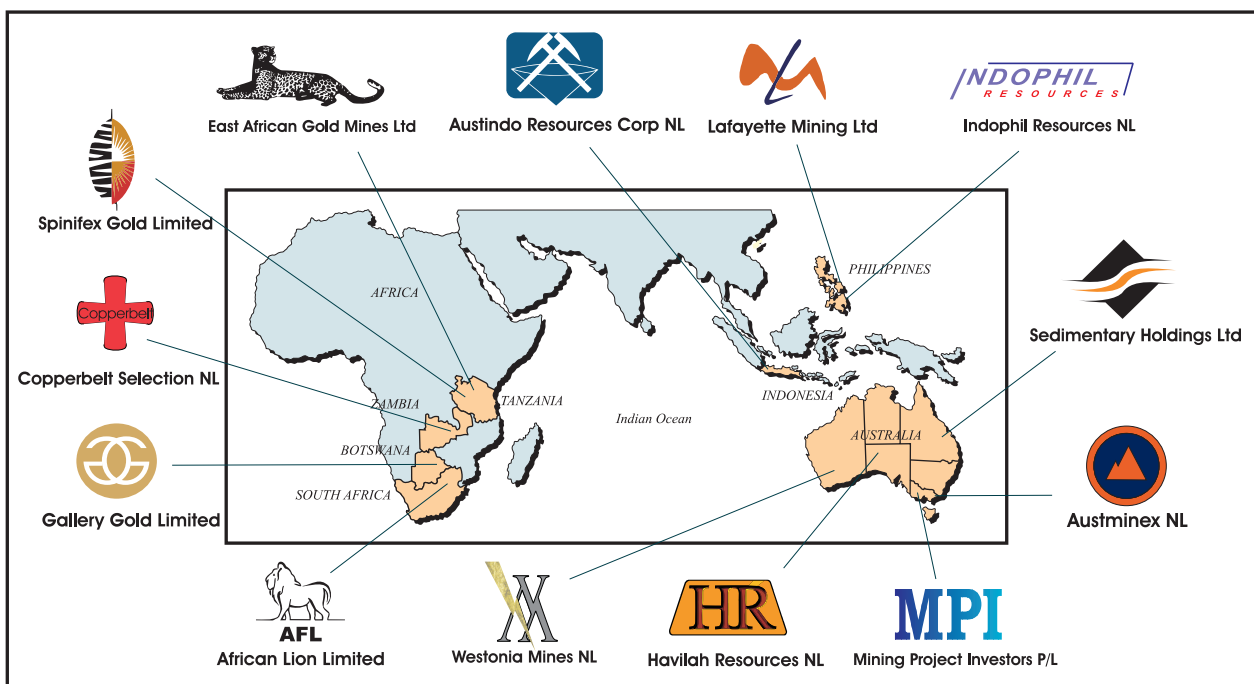 East African Gold Mines Ltd
Austindo Resources Corp NL
Lafayette Mining Ltd
INDOPHIL
RESOURCES
Indophil Resources NL
Spinifex Gold Limited
Copperbelt
Copperbelt Selection NL
Gallery Gold Limited
AFRICA
PHILIPPINES
ZAMBIA
TANZANIA
Indian Ocean
INDONESIA
BOTSWANA
AUSTRALIA
SOUTH AFRICA
Sedimentary Holdings Ltd
Austminex NL
AFL
African Lion Limited
Westonia Mines NL
HR
Havilah Resources NL
MPI
Mining Project Investors P/L